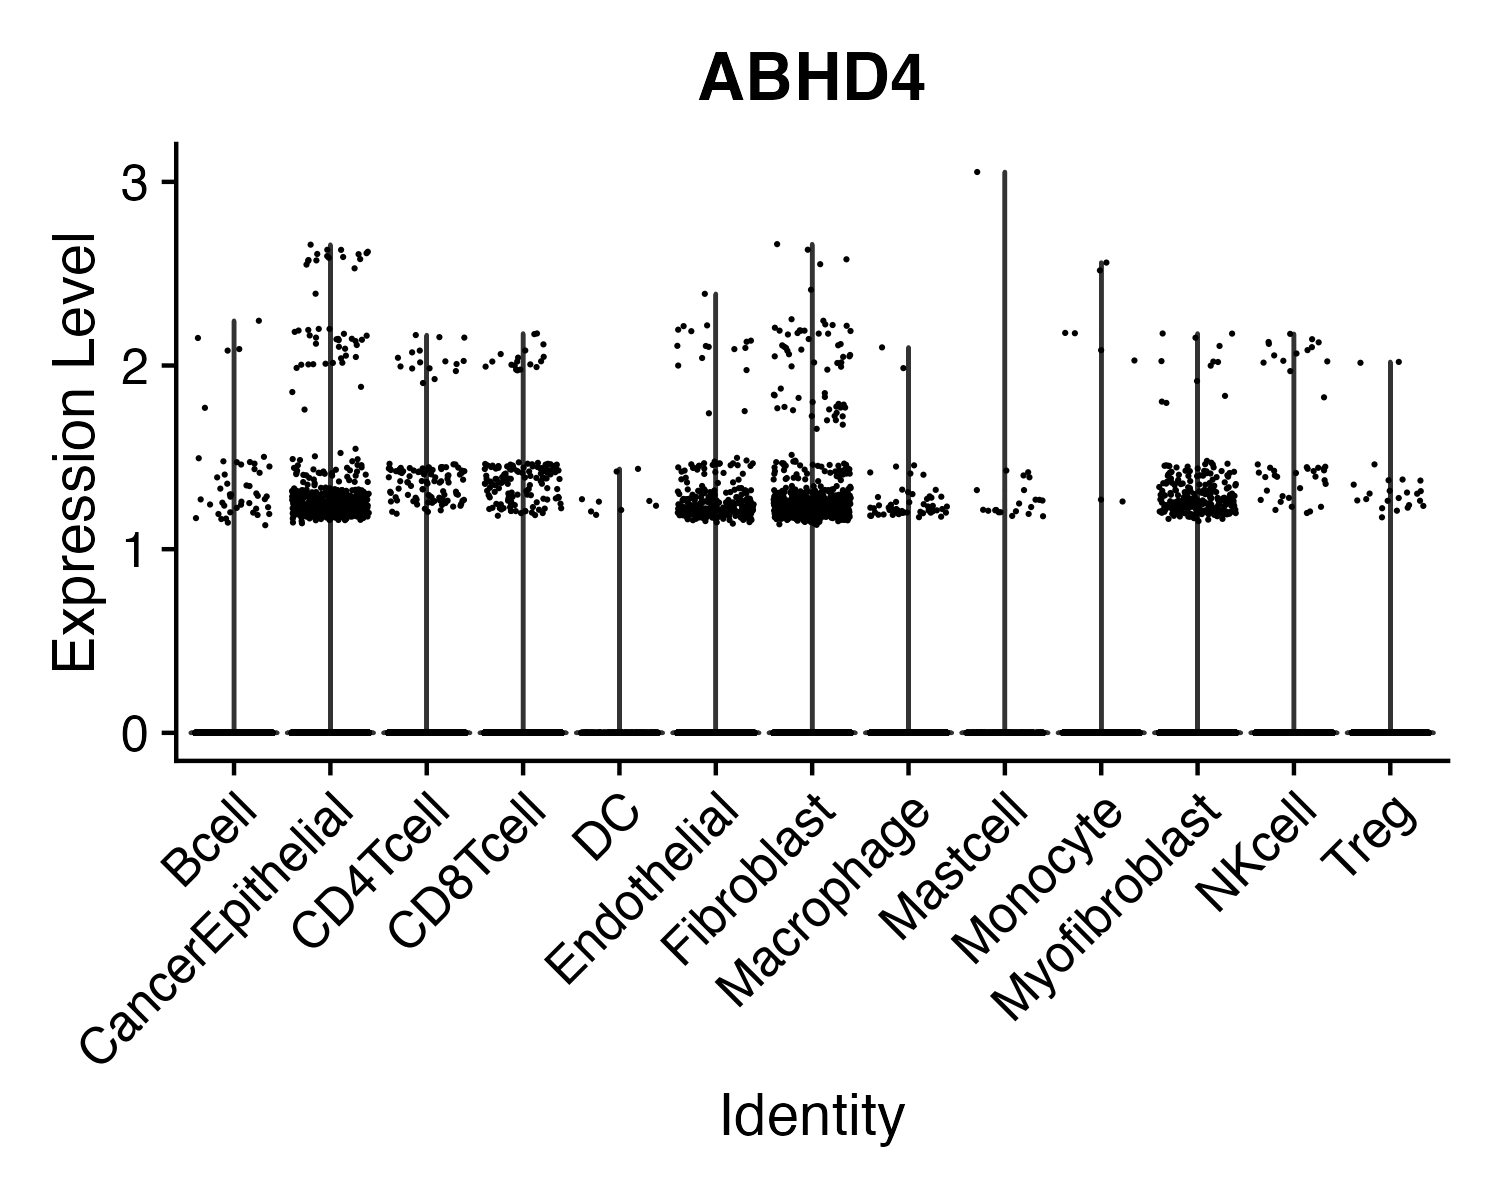 ABHD4
Expression Level
3
2
1
0
Bcell
CancerEpithelial
CD4Tcell
CD8Tcell
DC
Endothelial
Fibroblast
Macrophage
Mastcell
Monocyte
Myofibroblast
NKcell
Treg
Identity